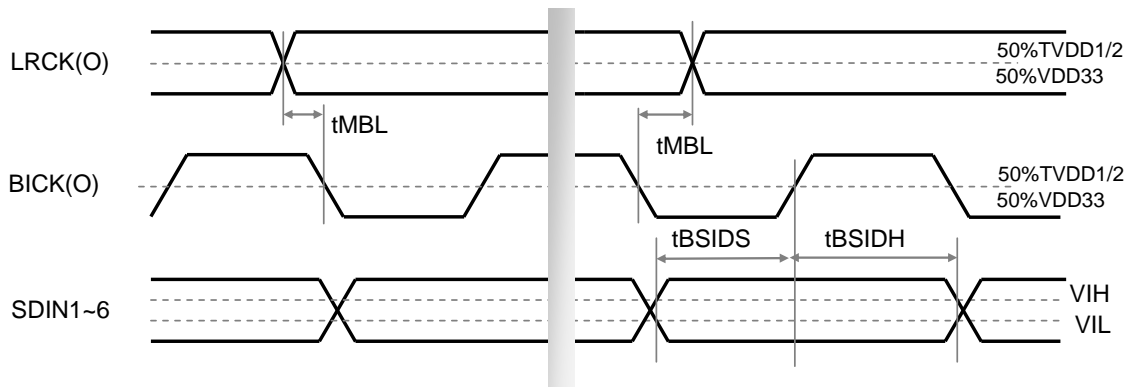 LRCK(O)
50%TVDD1/2
50%VDD33
tMBL
tMBL
BICK(O)
50%TVDD1/2
50%VDD33
tBSIDS
tBSIDH
SDIN1~6
VIH
VIL